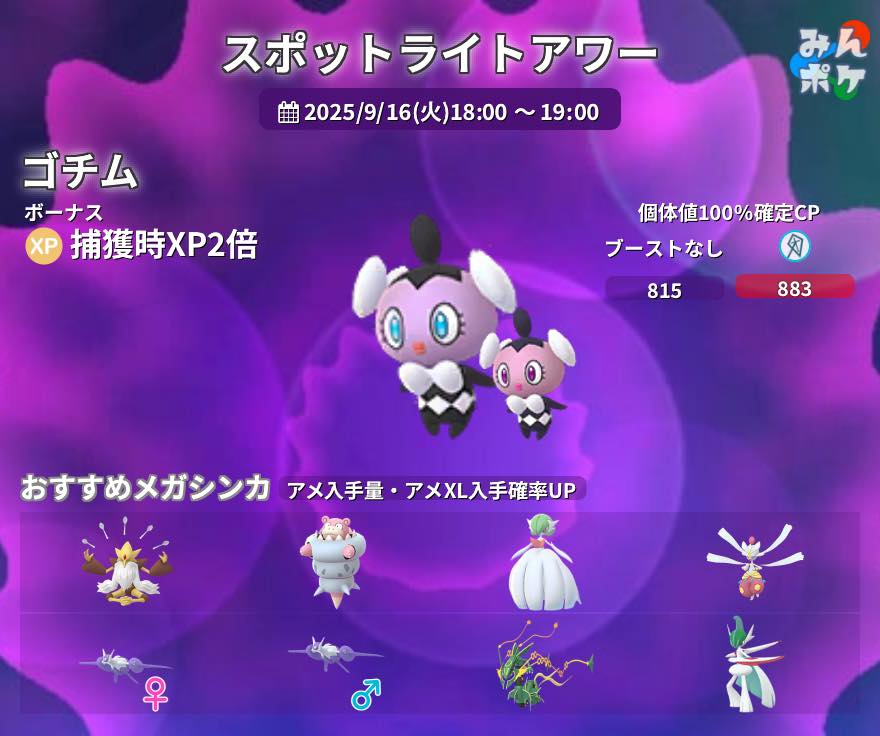 スポットライトアワー
みん
ポケ
2025/9/16(火)18:00 〜 19:00
ゴチム
ボーナス
XP 捕獲時XP2倍
個体値100%確定CP
ブーストなし
815
883
おすすめメガシンカ アメ入手量・アメXL入手確率UP
♀
♂